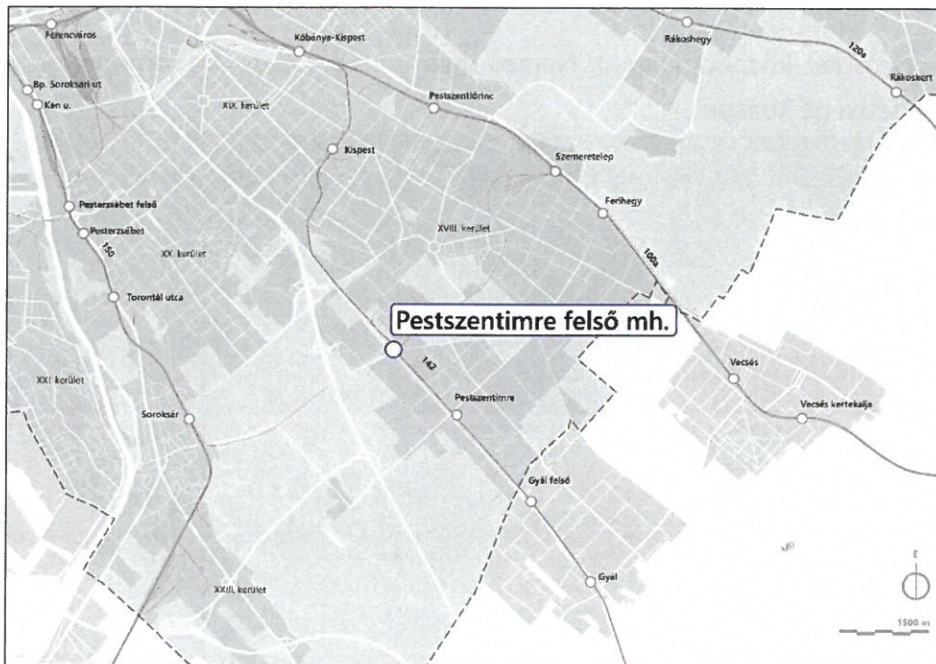 Ferencváros
Kőbánya-Kispest
Rákoshegy
120a
Rákoskert
Bp. Soroksári út
Kén u.
XIX. kerület
Pestszentlőrinc
Kispest
Szemeretelep
Pesterzsébet felső
Ferihegy
Pesterzsébet
150
XX. kerület
XVIII. kerület
100a
Torontál utca
Pestszentimre felső mh.
142
XXI. kerület
Vecsés
Soroksár
Pestszentimre
Vecsés kertekalja
Gyál felső
M0
É
XXIII. kerület
Gyál
1500 m